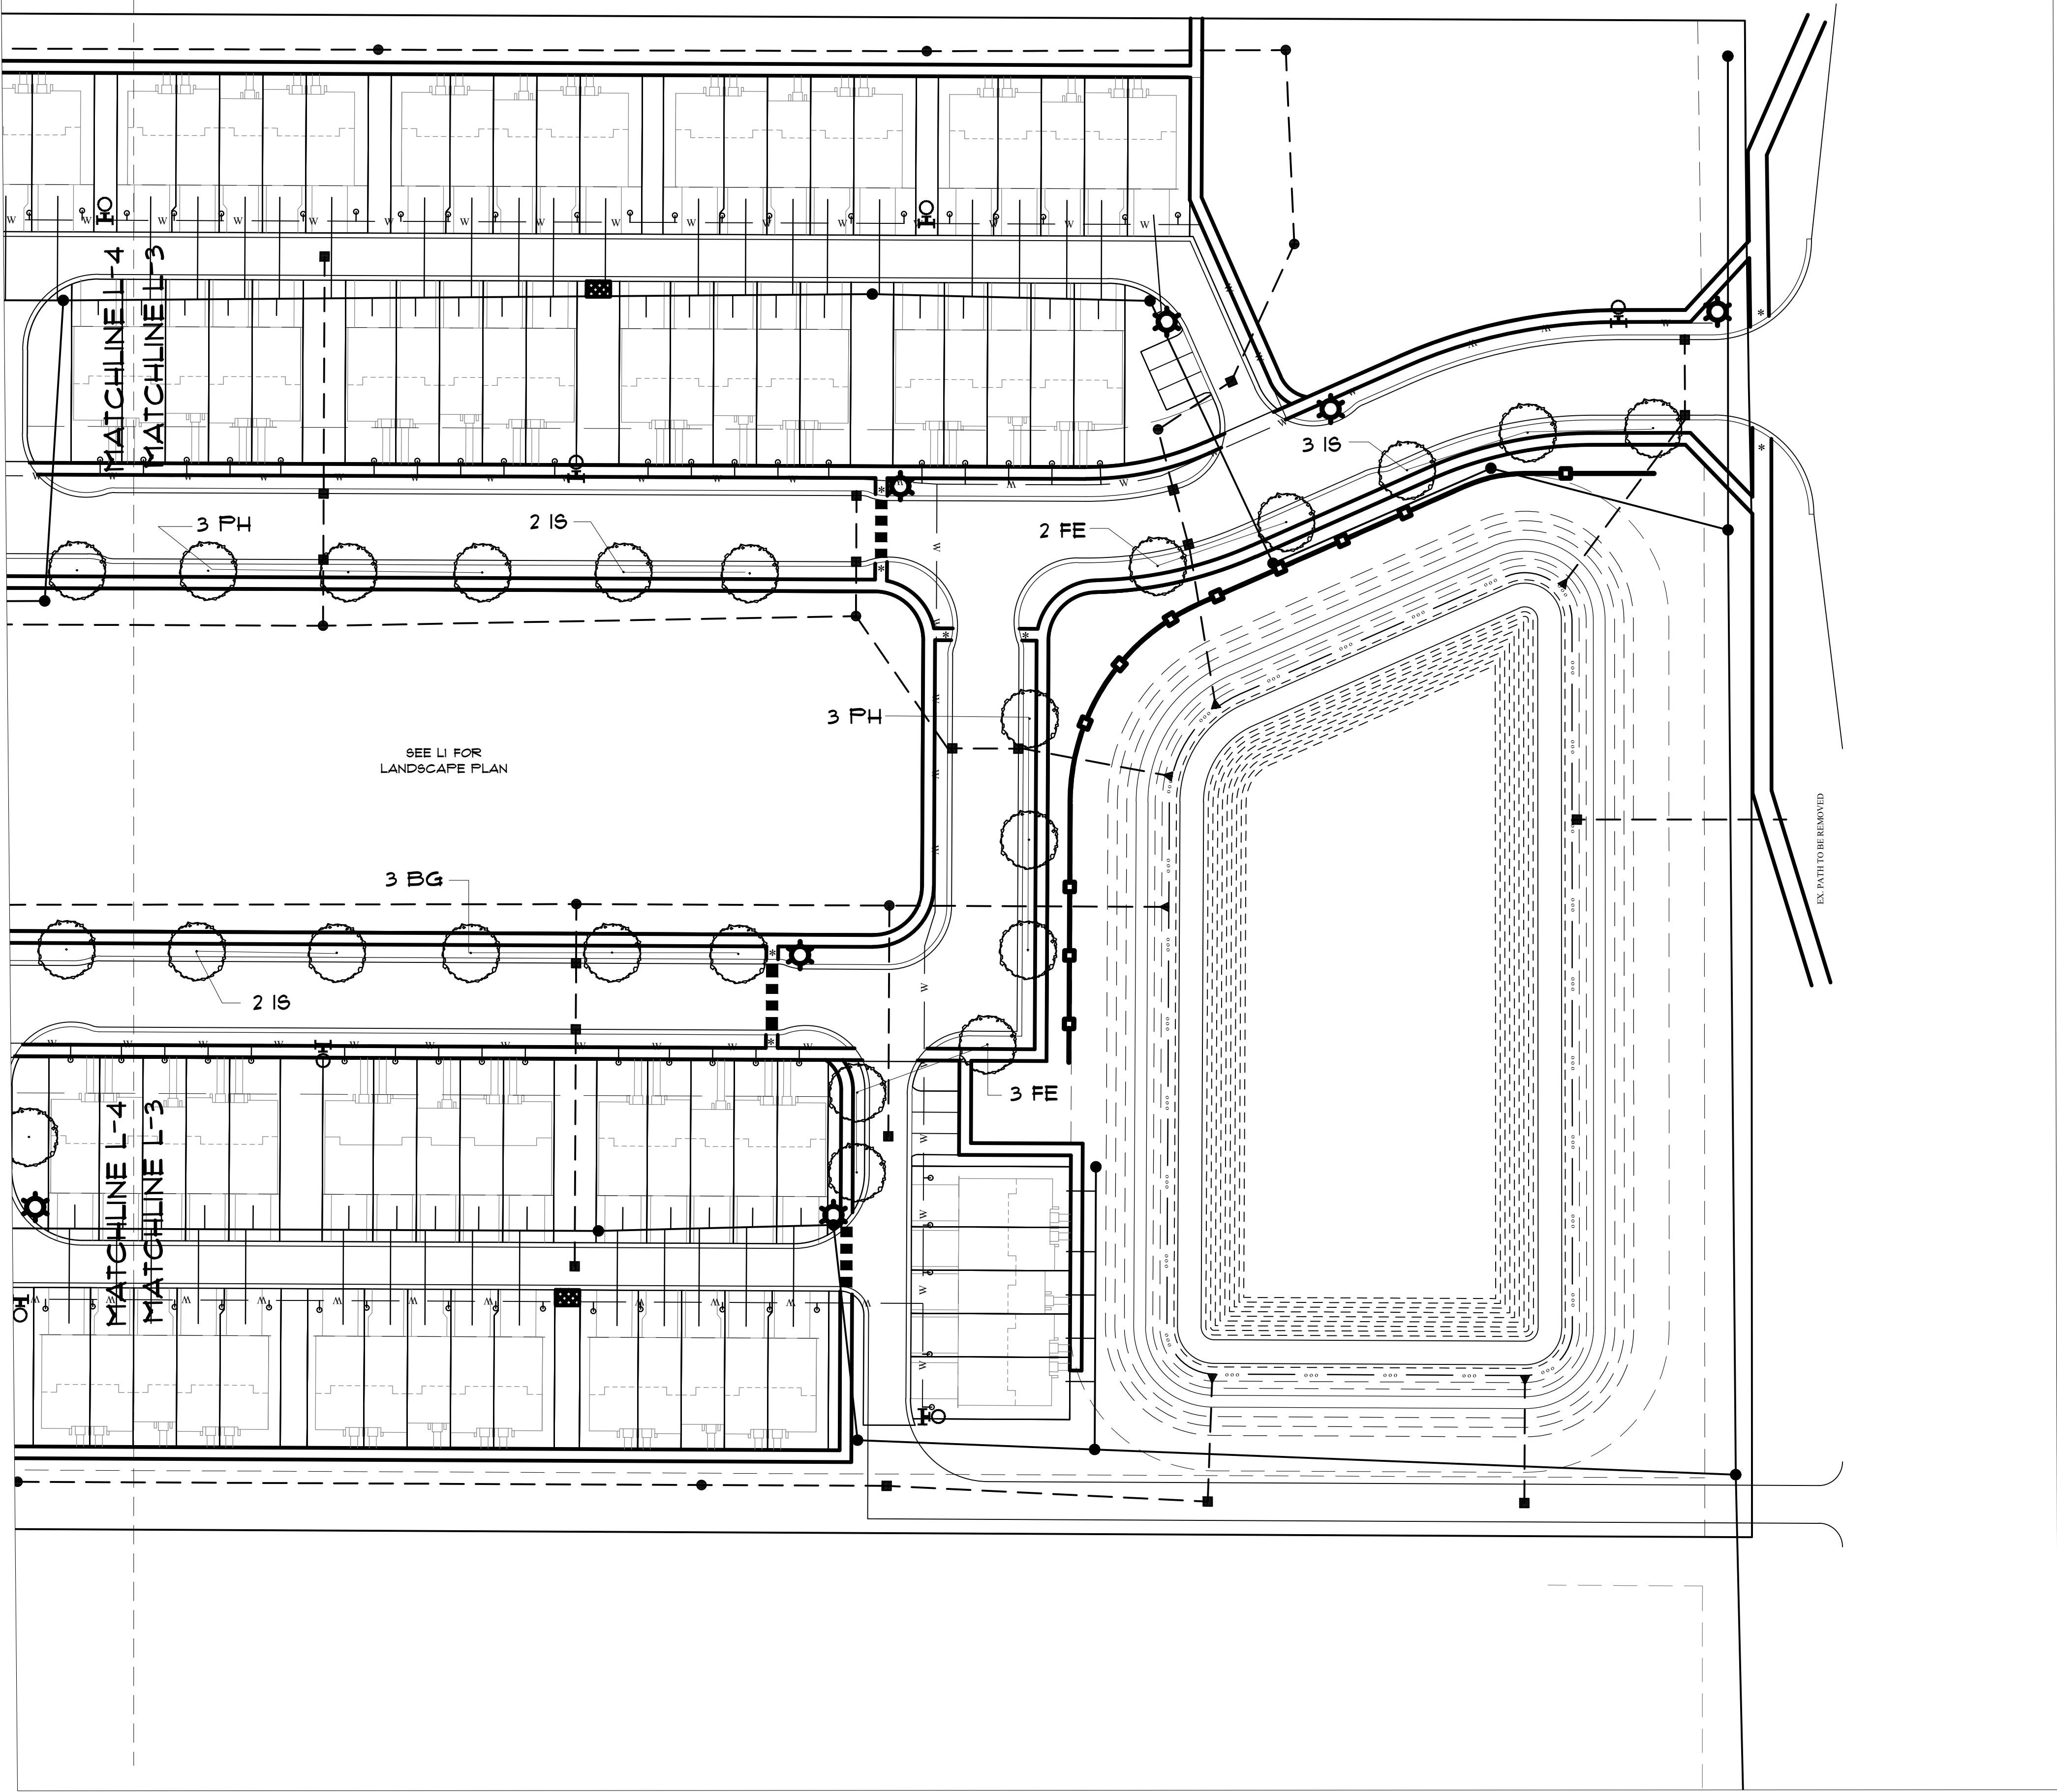 MATCHLINE L-4
MATCHLINE L-3
3 IS
3 PH
2 IS
2 FE
3 PH
SEE L1 FOR
LANDSCAPE PLAN
EX. PATH TO BE REMOVED
3 BG
2 IS
3 FE
MATCHLINE L-4
MATCHLINE L-3